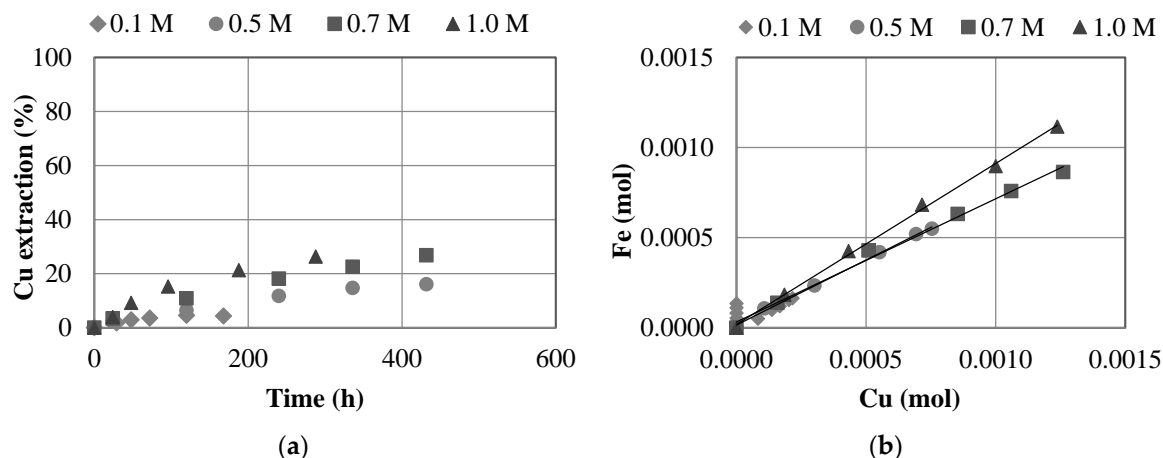 0.1 M 0.5 M 0.7 M 1.0 M
100
80
60
40
20
0
Cu extraction (%)
0 200 400 600
Time (h)
(a)
0.1 M 0.5 M 0.7 M 1.0 M
0.0015
0.0010
0.0005
0.0000
Fe (mol)
0.0000 0.0005 0.0010 0.0015
Cu (mol)
(b)